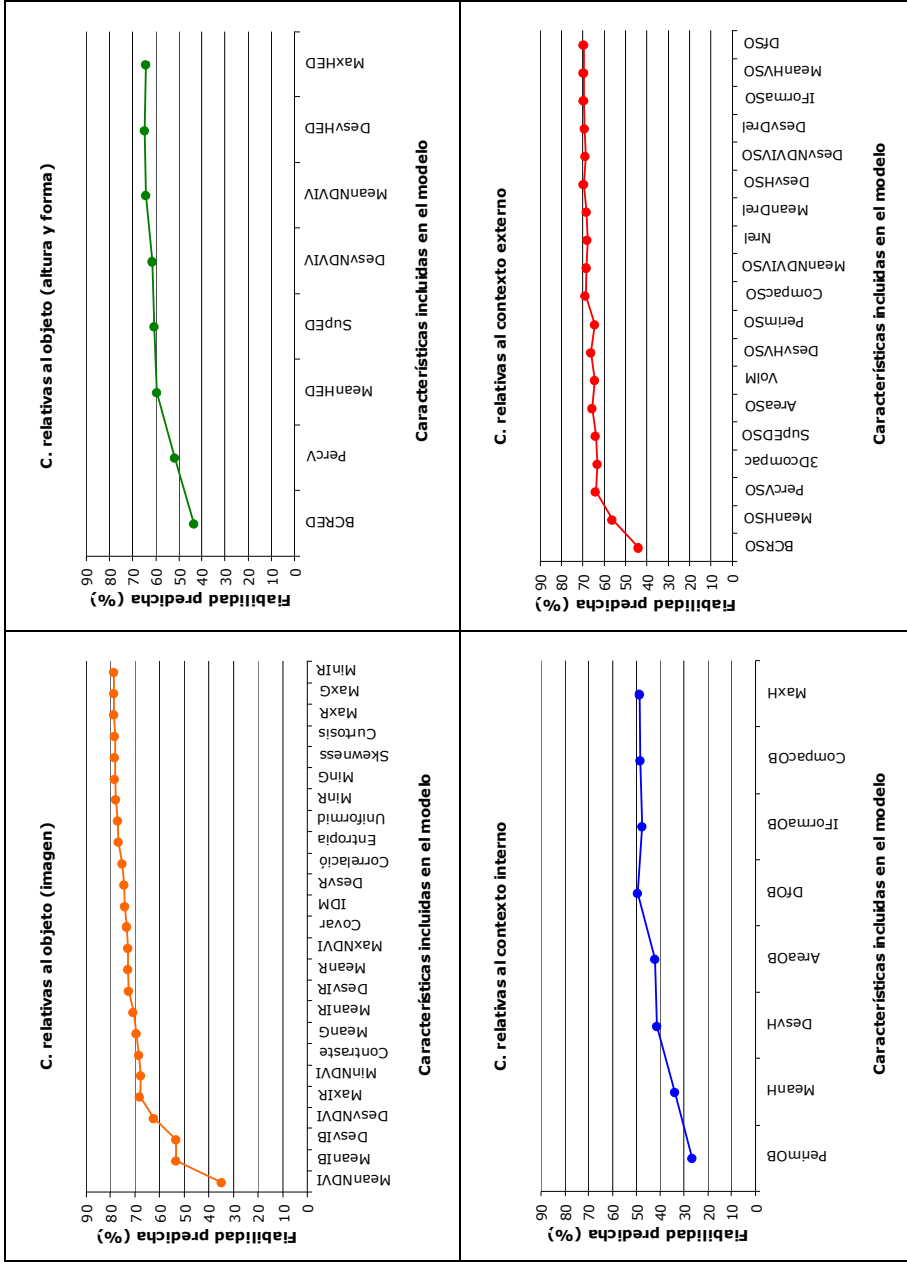 C. relativas al objeto (imagen)
Fiabilidad predicha (%)
90
80
70
60
50
40
30
20
10
0
MeanNDVI
MeanIB
DesvIB
DesvNDVI
MaxIR
MinNDVI
Contraste
MeanG
MeanIR
DesvIR
MeanR
MaxNDVI
Covar
IDM
DesvR
Correlació
Entropia
Uniformid
MinR
MinG
Skewness
Curtosis
MaxR
MaxG
MinIR
Características incluidas en el modelo
C. relativas al objeto (altura y forma)
Fiabilidad predicha (%)
90
80
70
60
50
40
30
20
10
0
BCRED
PercV
MeanHED
SupED
DesvNDVIV
MeanNDVIV
DesvHED
MaxHED
Características incluidas en el modelo
C. relativas al contexto interno
Fiabilidad predicha (%)
90
80
70
60
50
40
30
20
10
0
PerimOB
MeanH
DesvH
AreaOB
DfOB
IFormaOB
CompacOB
MaxH
Características incluidas en el modelo
C. relativas al contexto externo
Fiabilidad predicha (%)
90
80
70
60
50
40
30
20
10
0
BCRSO
MeanHSO
PercVSO
3Dcompac
SupEDSO
AreaSO
VolM
DesvHVSO
PerimSO
CompacSO
MeanNDVIVSO
Nrel
MeanDrel
DesvHSO
DesvNDVIVSO
DesvDrel
IFormaSO
MeanHVSO
DfSO
Características incluidas en el modelo